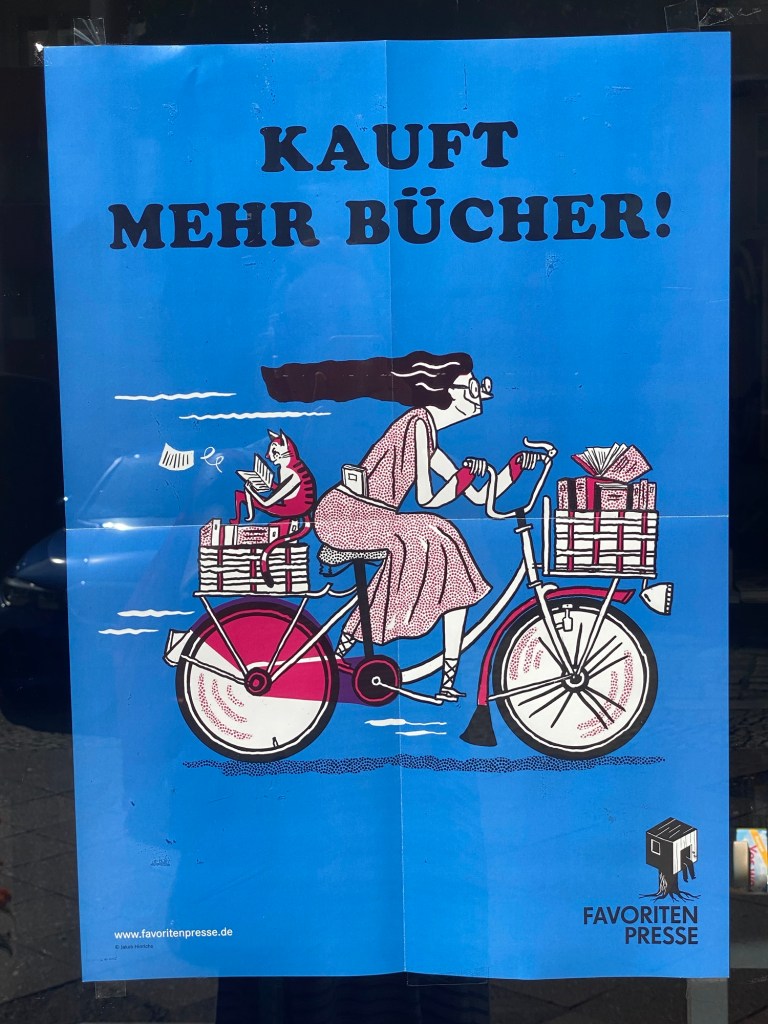 KAUFT
MEHR BÜCHER!
FAVORITEN
PRESSE
www.favoritenpresse.de